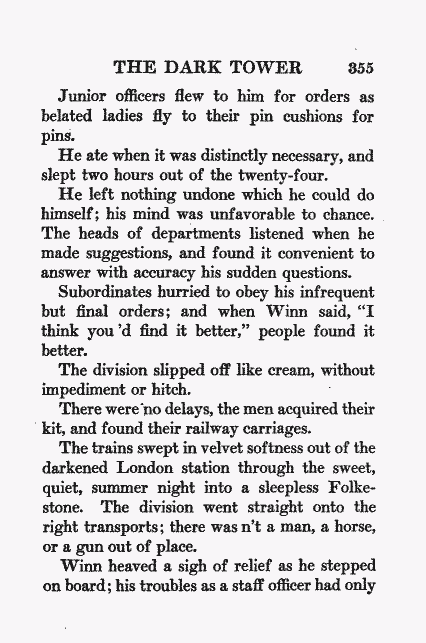 THE DARK TOWER 355
Junior officers flew to him for orders as
belated ladies fly to their pin cushions for
pins.
He ate when it was distinctly necessary, and
slept two hours out of the twenty-four.
He left nothing undone which he could do
himself; his mind was unfavorable to chance.
The heads of departments listened when he
made suggestions, and found it convenient to
answer with accuracy his sudden questions.
Subordinates hurried to obey his infrequent
but final orders; and when Winn said, "I
think you 'd find it better," people found it
better.
The division slipped off like cream, without
impediment or hitch.
There were no delays, the men acquired their
kit, and found their railway carriages.
The trains swept in velvet softness out of the
darkened London station through the sweet,
quiet, summer night into a sleepless Folke-
stone. The division went straight onto the
right transports; there was n't a man, a horse,
or a gun out of place.
Winn heaved a sigh of relief as he stepped
on board; his troubles as a staff officer had only